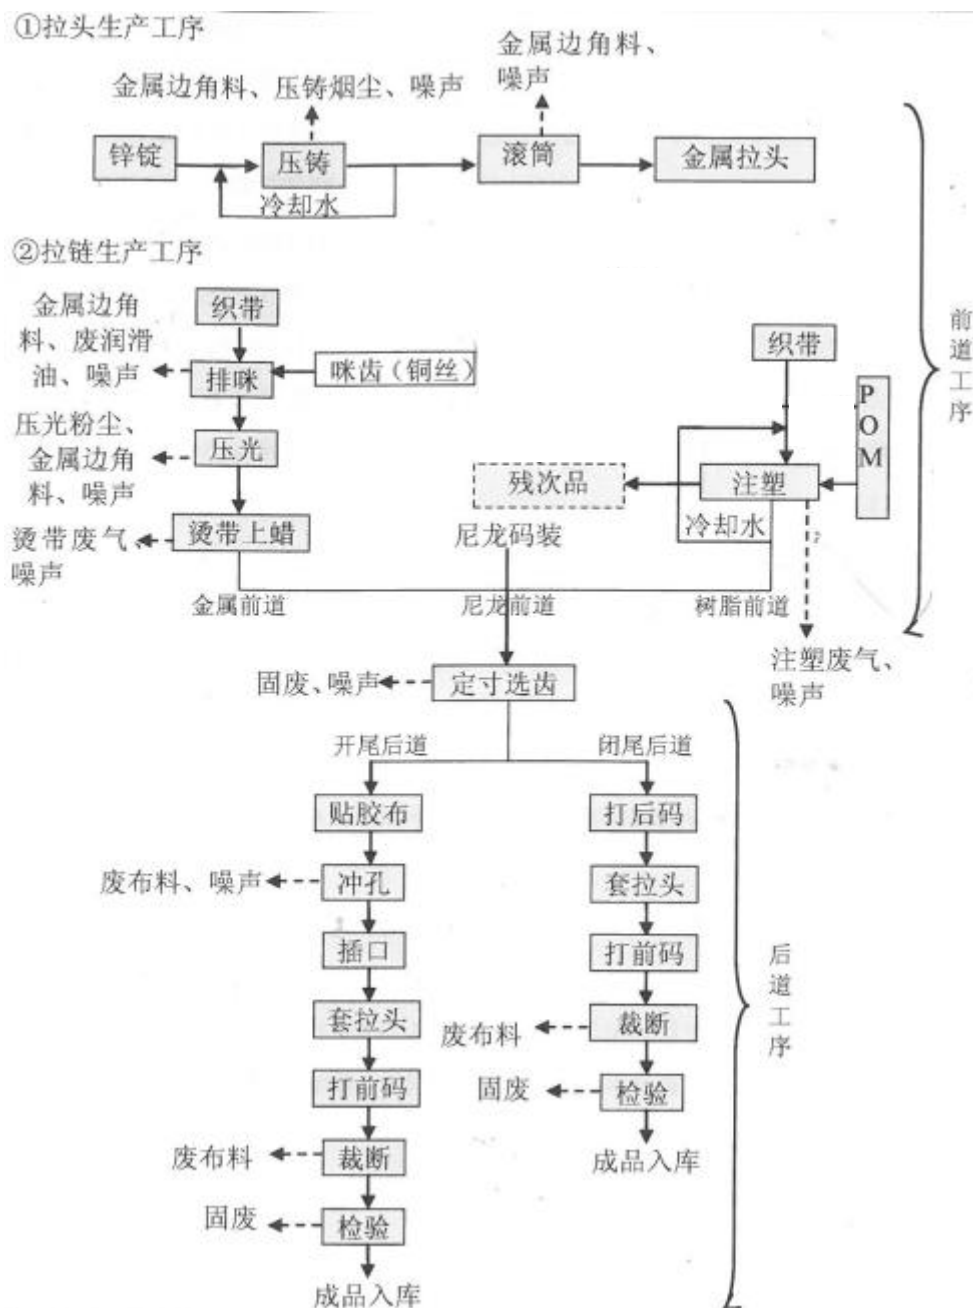 ①拉头生产工序
金属边角料、
噪声
金属边角料、压铸烟尘、噪声
锌锭
压铸
滚筒
金属拉头
冷却水
②拉链生产工序
金属边角
料、废润滑
油、噪声
织带
排咪
咪齿（铜丝）
压光粉尘、
金属边角
料、噪声
压光
烫带废气、
噪声
烫带上蜡
织带
POM
残次品
注塑
冷却水
尼龙码装
金属前道
尼龙前道
树脂前道
注塑废气、
噪声
前道工序
固废、噪声
定寸选齿
开尾后道
闭尾后道
贴胶布
废布料、噪声
冲孔
插口
套拉头
打前码
废布料
裁断
固废
检验
成品入库
打后码
套拉头
打前码
废布料
裁断
固废
检验
成品入库
后道工序